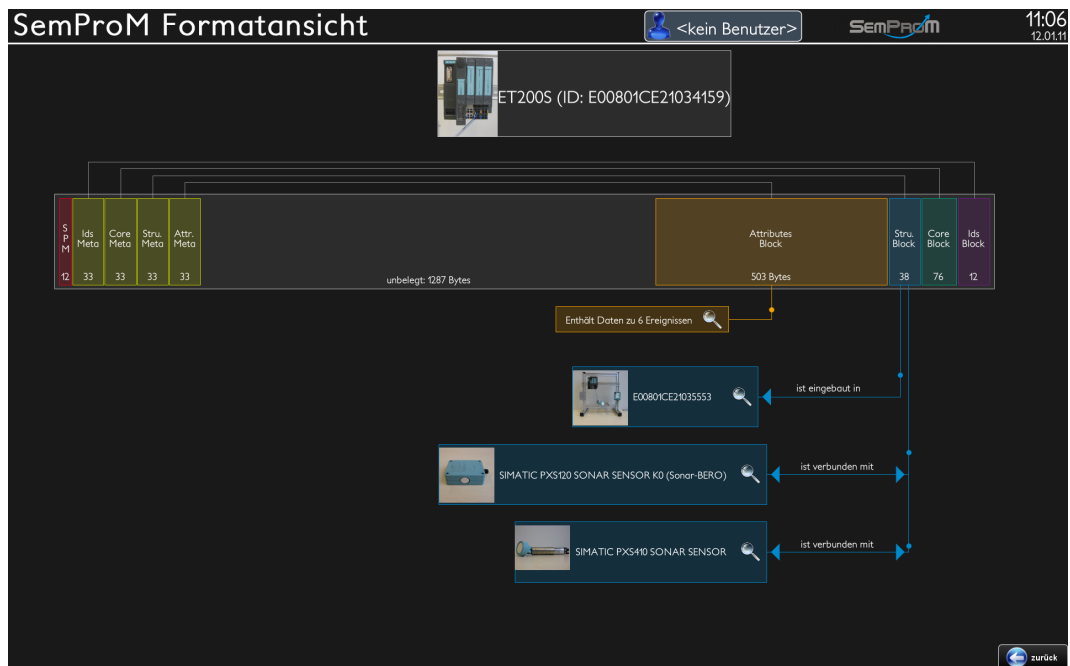 SemProM Formatansicht
<kein Benutzer>
SEMPROM
11:06
12.01.11
ET200S (ID: E00801CE21034159)
SPM
12
Ids
Meta
33
Core
Meta
33
Stru.
Meta
33
Attr.
Meta
33
unbelegt: 1287 Bytes
Attributes
Block
503 Bytes
Stru.
Block
38
Core
Block
76
Ids
Block
12
Enthält Daten zu 6 Ereignissen
E00801CE21035553
ist eingebaut in
SIMATIC PXS120 SONAR SENSOR K0 (Sonar-BERO)
ist verbunden mit
SIMATIC PXS410 SONAR SENSOR
ist verbunden mit
zurück